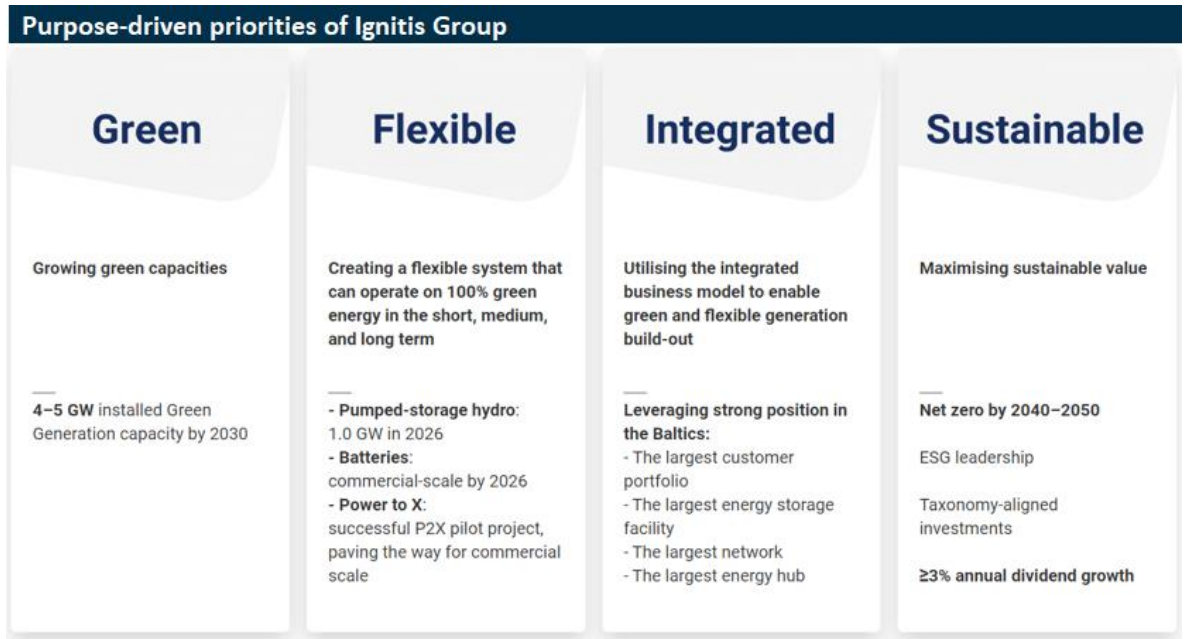 Purpose-driven priorities of Ignitis Group
Green
Growing green capacities
4–5 GW installed Green
Generation capacity by 2030
Flexible
Creating a flexible system that
can operate on 100% green
energy in the short, medium,
and long term
- Pumped-storage hydro:
1.0 GW in 2026
- Batteries:
commercial-scale by 2026
- Power to X:
successful P2X pilot project,
paving the way for commercial
scale
Integrated
Utilising the integrated
business model to enable
green and flexible generation
build-out
Leveraging strong position in
the Baltics:
- The largest customer
portfolio
- The largest energy storage
facility
- The largest network
- The largest energy hub
Sustainable
Maximising sustainable value
Net zero by 2040–2050
ESG leadership
Taxonomy-aligned
investments
≥3% annual dividend growth